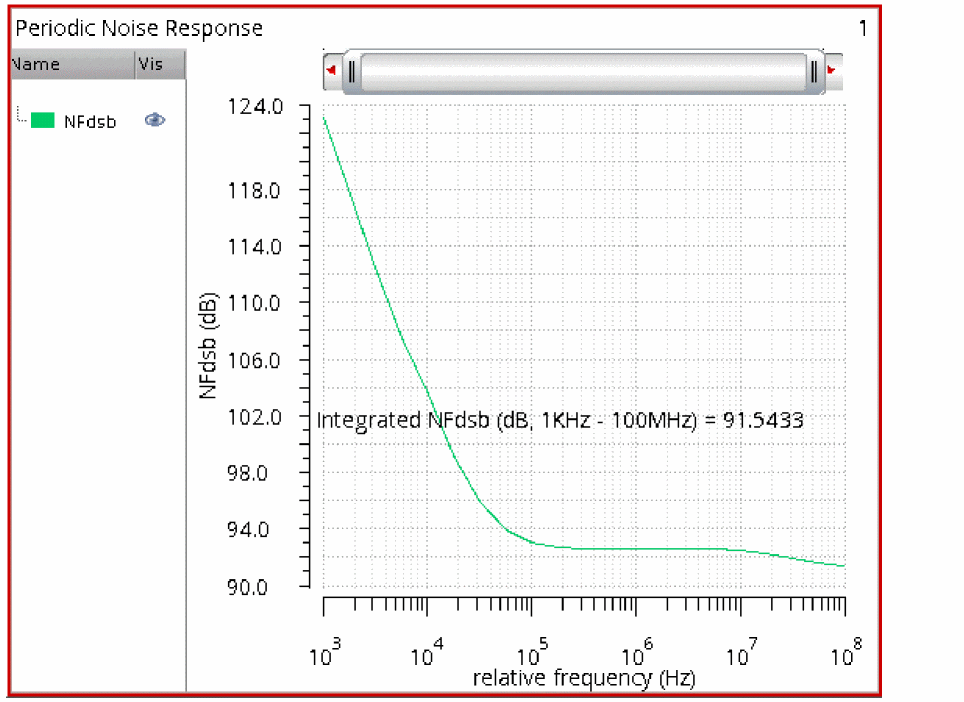 Periodic Noise Response 1
Name Vis
NFdsb
124.0
118.0
114.0
110.0
106.0
102.0
98.0
94.0
90.0
NFdsb (dB)
Integrated NFdsb (dB, 1KHz - 100MHz) = 91.5433
10³ 10⁴ 10⁵ 10⁶ 10⁷ 10⁸
relative frequency (Hz)